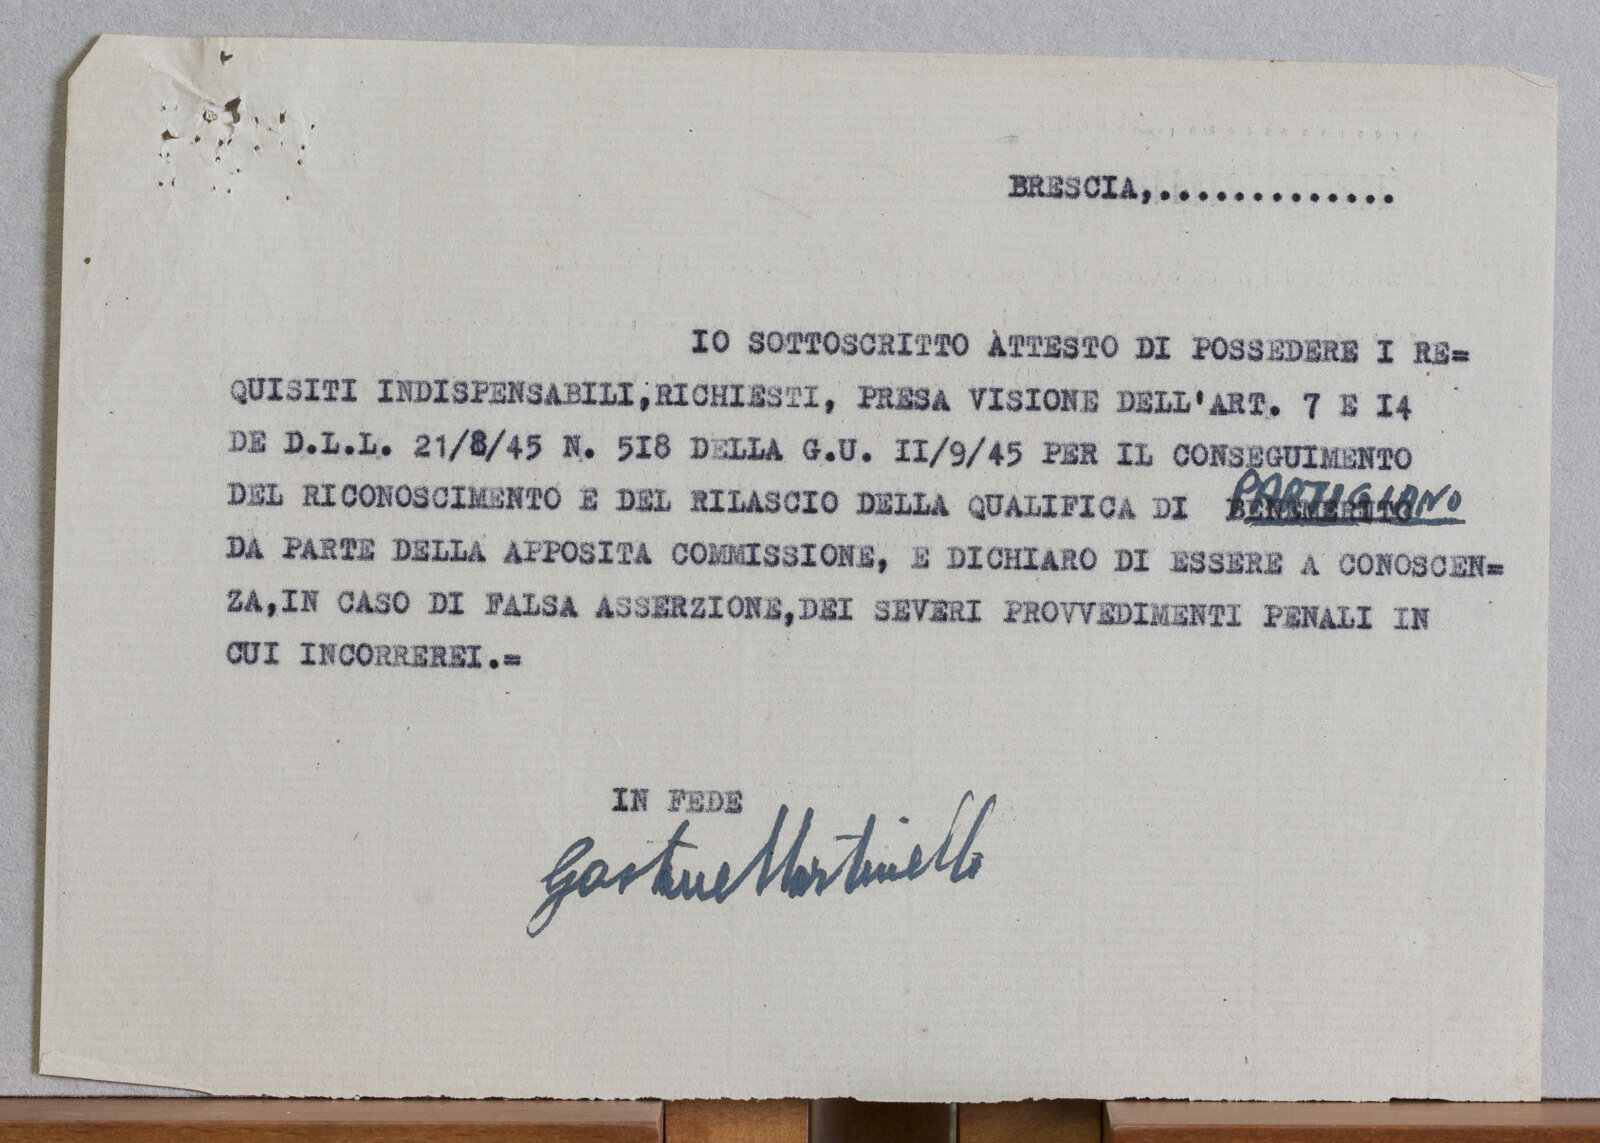 BRESCIA,.............
IO SOTTOSCRITTO ATTESTO DI POSSEDERE I RE=
QUISITI INDISPENSABILI,RICHIESTI, PRESA VISIONE DELL'ART. 7 E I4
DE D.L.L. 21/8/45 N. 5I8 DELLA G.U. II/9/45 PER IL CONSEGUIMENTO
PARTIGIANO
DEL RICONOSCIMENTO E DEL RILASCIO DELLA QUALIFICA DI BENEMERITO
DA PARTE DELLA APPOSITA COMMISSIONE, E DICHIARO DI ESSERE A CONOSCEN=
ZA,IN CASO DI FALSA ASSERZIONE,DEI SEVERI PROVVEDIMENTI PENALI IN
CUI INCORREREI.=
IN FEDE
Gastone Martinelli